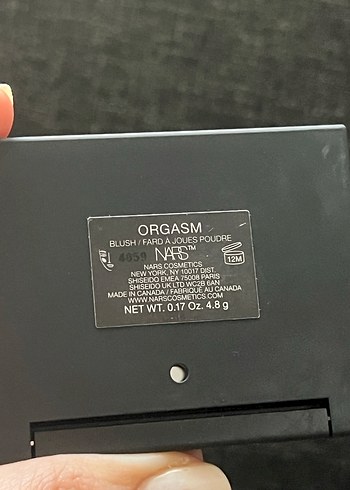 ORGASM
BLUSH / FARD À JOUES POUDRE
NARS™
4059
12M
NARS COSMETICS
NEW YORK, NY 10017 DIST.
SHISEIDO EMEA 75008 PARIS
SHISEIDO UK LTD WC2B 6AN
MADE IN CANADA / FABRIQUÉ AU CANADA
WWW.NARSCOSMETICS.COM
NET WT. 0.17 Oz. 4.8 g